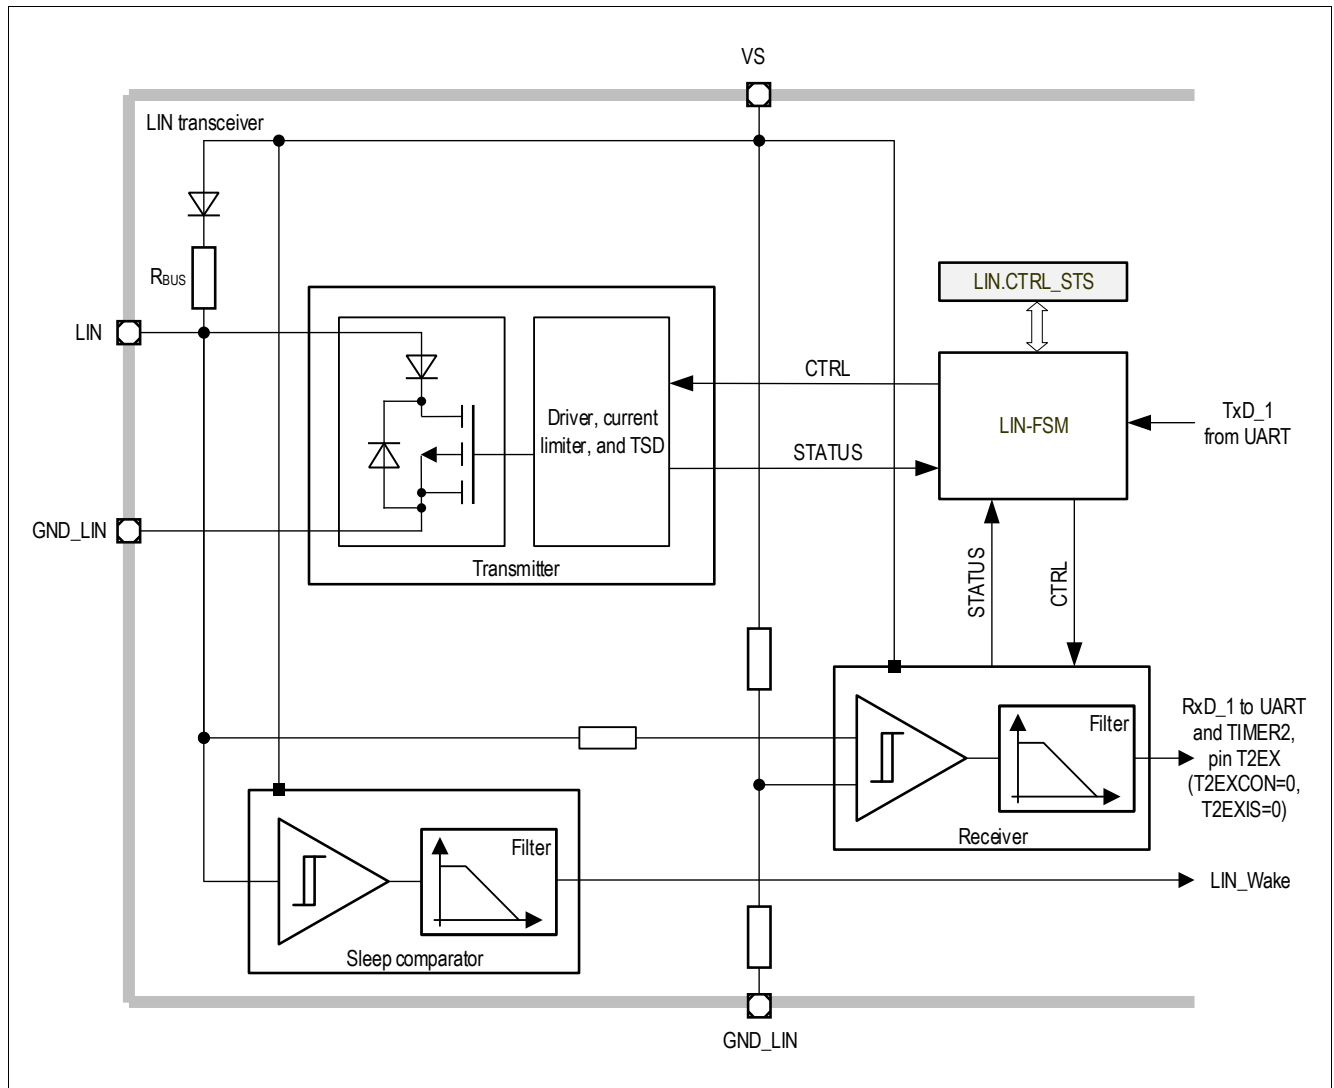 VS
LIN transceiver
RBUS
LIN.CTRL_STS
LIN
CTRL
Driver, current
limiter, and TSD
LIN-FSM
TxD_1
from UART
STATUS
GND_LIN
Transmitter
STATUS
CTRL
RxD_1 to UART
and TIMER2,
pin T2EX
(T2EXCON=0,
T2EXIS=0)
Filter
Receiver
Filter
LIN_Wake
Sleep comparator
GND_LIN